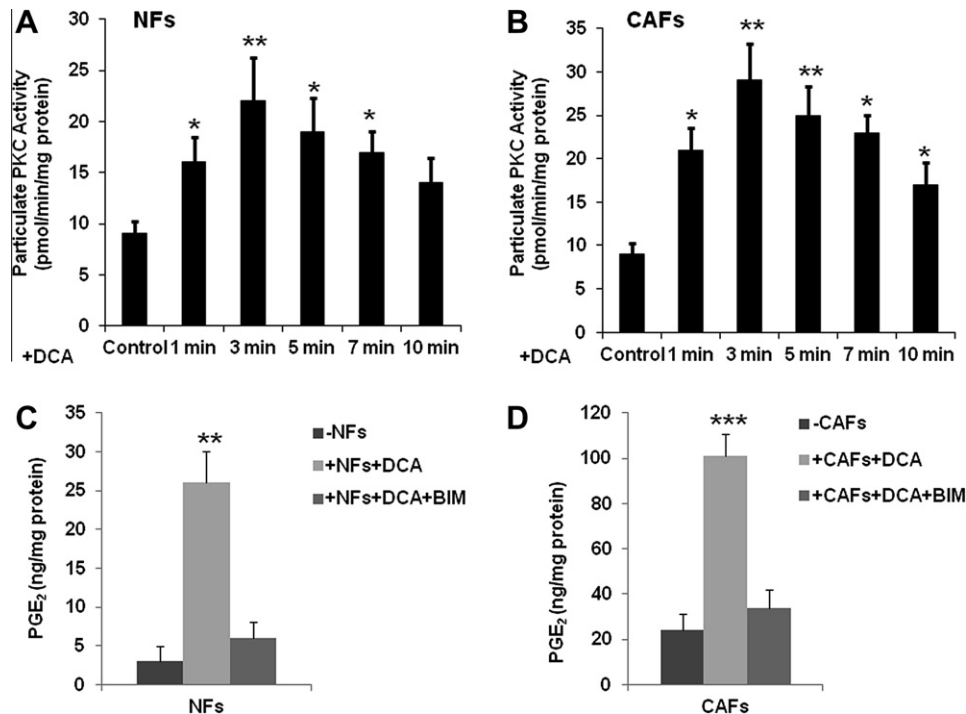 A
NFs
Particulate PKC Activity
(pmol/min/mg protein)
30
25
20
15
10
5
0
*
**
*
*
+DCA
Control 1 min 3 min 5 min 7 min 10 min
B
CAFs
Particulate PKC Activity
(pmol/min/mg protein)
35
30
25
20
15
10
5
0
*
**
**
*
*
+DCA
Control 1 min 3 min 5 min 7 min 10 min
C
PGE₂ (ng/mg protein)
35
30
25
20
15
10
5
0
**
NFs
-NFs
+NFs+DCA
+NFs+DCA+BIM
D
PGE₂ (ng/mg protein)
120
100
80
60
40
20
0
***
CAFs
-CAFs
+CAFs+DCA
+CAFs+DCA+BIM